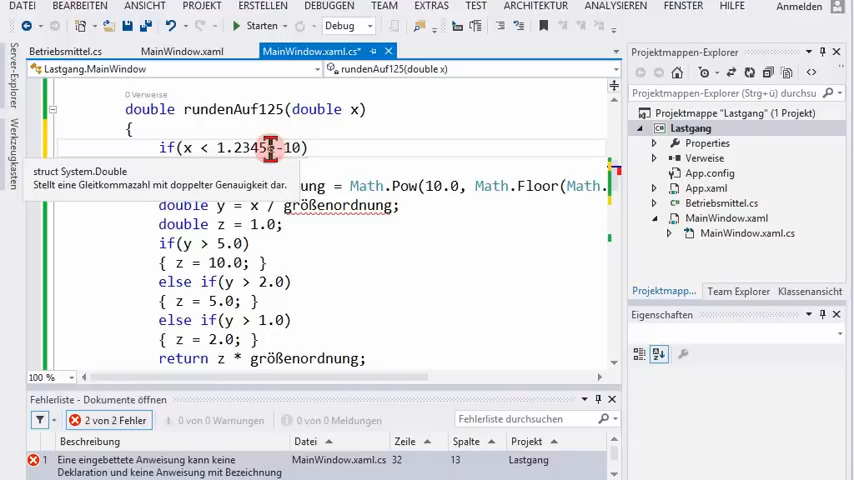 DATEI BEARBEITEN ANSICHT PROJEKT ERSTELLEN DEBUGGEN TEAM EXTRAS TEST ARCHITEKTUR ANALYSIEREN FENSTER HILFE Anmelden
Starten Debug
Betriebsmittel.cs MainWindow.xaml MainWindow.xaml.cs*
Lastgang.MainWindow rundenAuf125(double x)
0 Verweise
double rundenAuf125(double x)
{
if(x < 1.2345 -10)
struct System.Double
Stellt eine Gleitkommazahl mit doppelter Genauigkeit dar.
ung = Math.Pow(10.0, Math.Floor(Math.
double y = x / größenordnung;
double z = 1.0;
if(y > 5.0)
{ z = 10.0; }
else if(y > 2.0)
{ z = 5.0; }
else if(y > 1.0)
{ z = 2.0; }
return z * größenordnung;
100 %
Server-Explorer
Werkzeugkasten
Fehlerliste - Dokumente öffnen
2 von 2 Fehler 0 von 0 Warnungen 0 von 0 Meldungen Fehlerliste durchsuchen
Beschreibung Datei Zeile Spalte Projekt
1 Eine eingebettete Anweisung kann keine MainWindow.xaml.cs 32 13 Lastgang
Deklaration und keine Anweisung mit Bezeichnung
Projektmappen-Explorer
Projektmappen-Explorer (Strg+ü) durchsu
Projektmappe "Lastgang" (1 Projekt)
Lastgang
Properties
Verweise
App.config
App.xaml
Betriebsmittel.cs
MainWindow.xaml
MainWindow.xaml.cs
Projektmapp... Team Explorer Klassenansicht
Eigenschaften